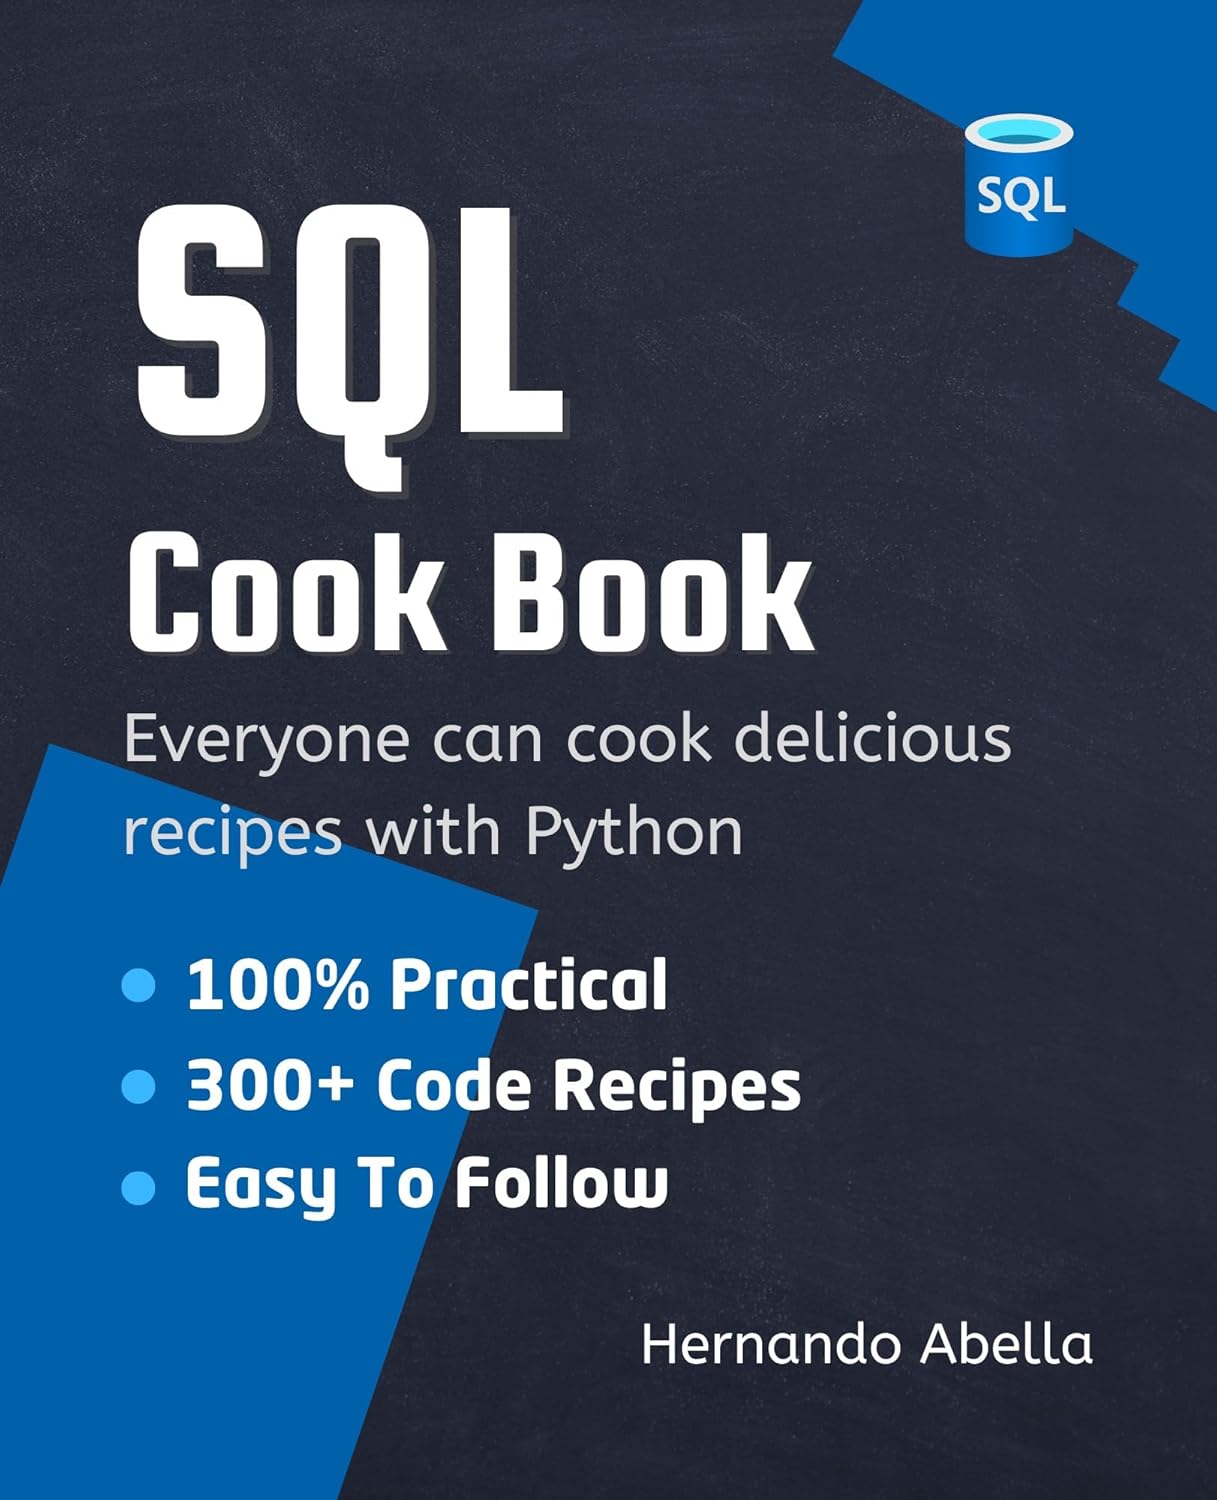 SQL
SQL
Cook Book
Everyone can cook delicious
recipes with Python
100% Practical
300+ Code Recipes
Easy To Follow
Hernando Abella